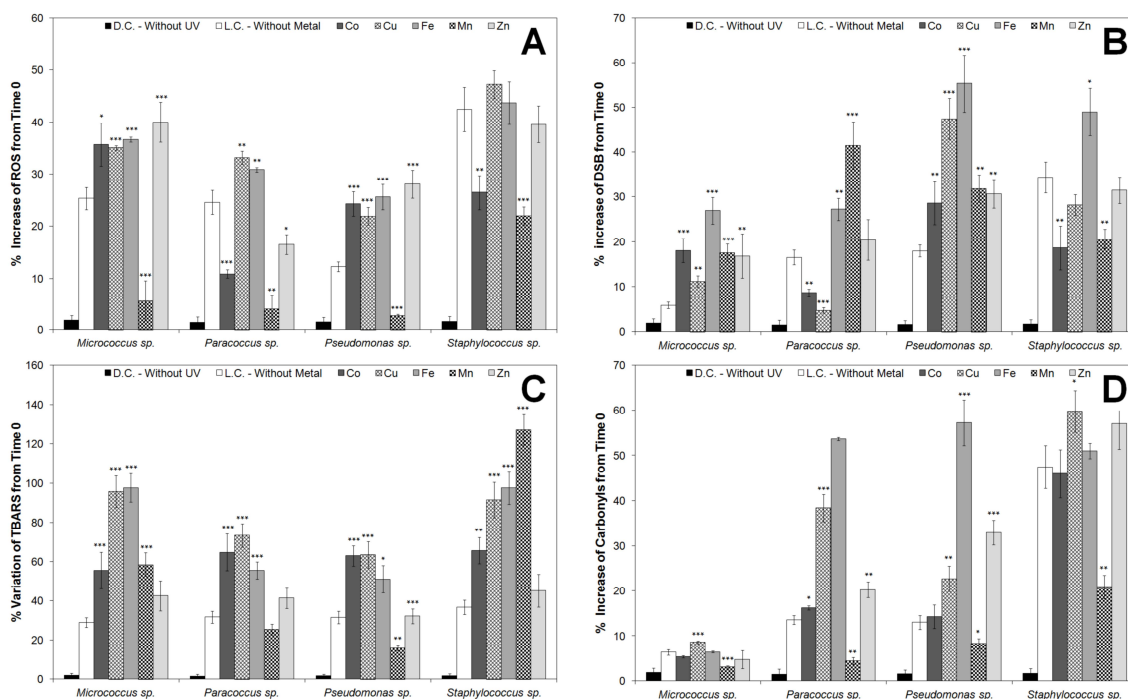 60
50
40
30
20
10
0
% Increase of ROS from Time 0
D.C. - Without UV L.C. - Without Metal Co Cu Fe Mn Zn
A
* *** *** *** ***
*** ** ** ** *
*** *** *** *** ***
** ***
Micrococcus sp. Paracoccus sp. Pseudomonas sp. Staphylococcus sp.
70
60
50
40
30
20
10
0
% increase of DSB from Time 0
D.C. - Without UV L.C. - Without Metal Co Cu Fe Mn Zn
B
*** ** *** *** **
** *** ** ***
** *** *** ** **
** * **
Micrococcus sp. Paracoccus sp. Pseudomonas sp. Staphylococcus sp.
160
140
120
100
80
60
40
20
0
% Variation of TBARS from Time 0
D.C. - Without UV L.C. - Without Metal Co Cu Fe Mn Zn
C
*** *** *** ***
*** *** ***
*** *** * ** ***
** *** *** ***
Micrococcus sp. Paracoccus sp. Pseudomonas sp. Staphylococcus sp.
70
60
50
40
30
20
10
0
% Increase of Carbonyls from Time 0
D.C. - Without UV L.C. - Without Metal Co Cu Fe Mn Zn
D
*** ***
* *** ** **
** *** * ***
* **
Micrococcus sp. Paracoccus sp. Pseudomonas sp. Staphylococcus sp.